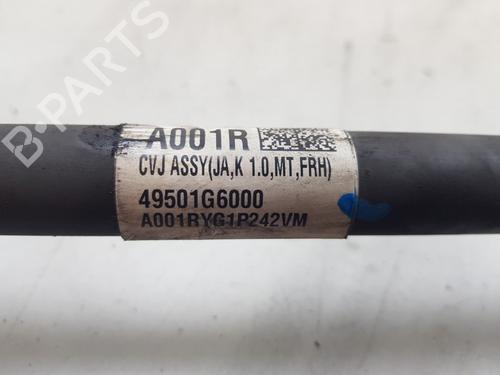 B-PARTS
A001R
CVJ ASSY(JA,K 1.0,MT,FRH)
49501G6000
A001RYG1P242VM